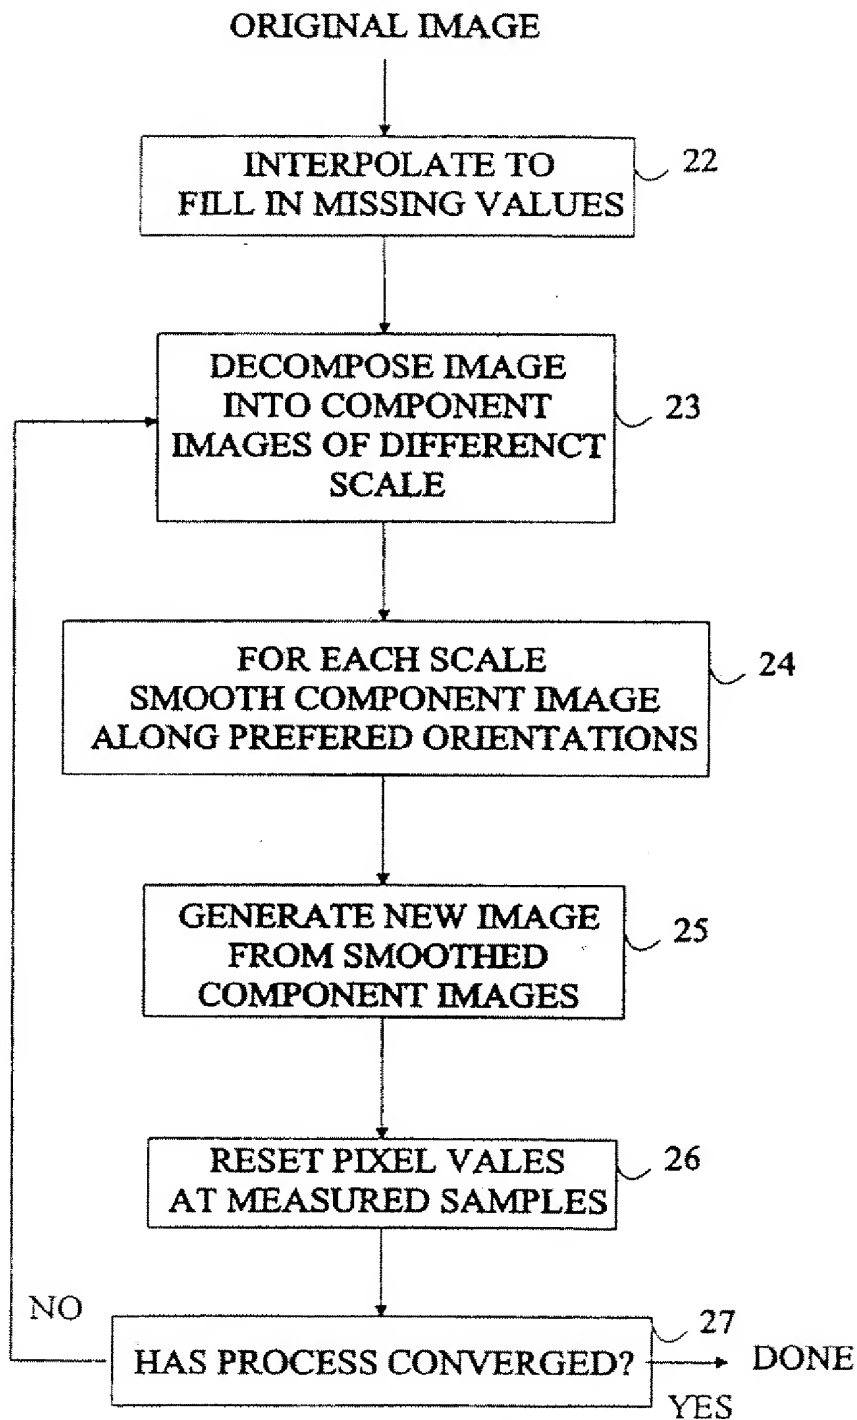 ORIGINAL IMAGE
INTERPOLATE TO
FILL IN MISSING VALUES
22
DECOMPOSE IMAGE
INTO COMPONENT
IMAGES OF DIFFERENCT
SCALE
23
FOR EACH SCALE
SMOOTH COMPONENT IMAGE
ALONG PREFERED ORIENTATIONS
24
GENERATE NEW IMAGE
FROM SMOOTHED
COMPONENT IMAGES
25
RESET PIXEL VALES
AT MEASURED SAMPLES
26
NO
HAS PROCESS CONVERGED?
27
DONE
YES